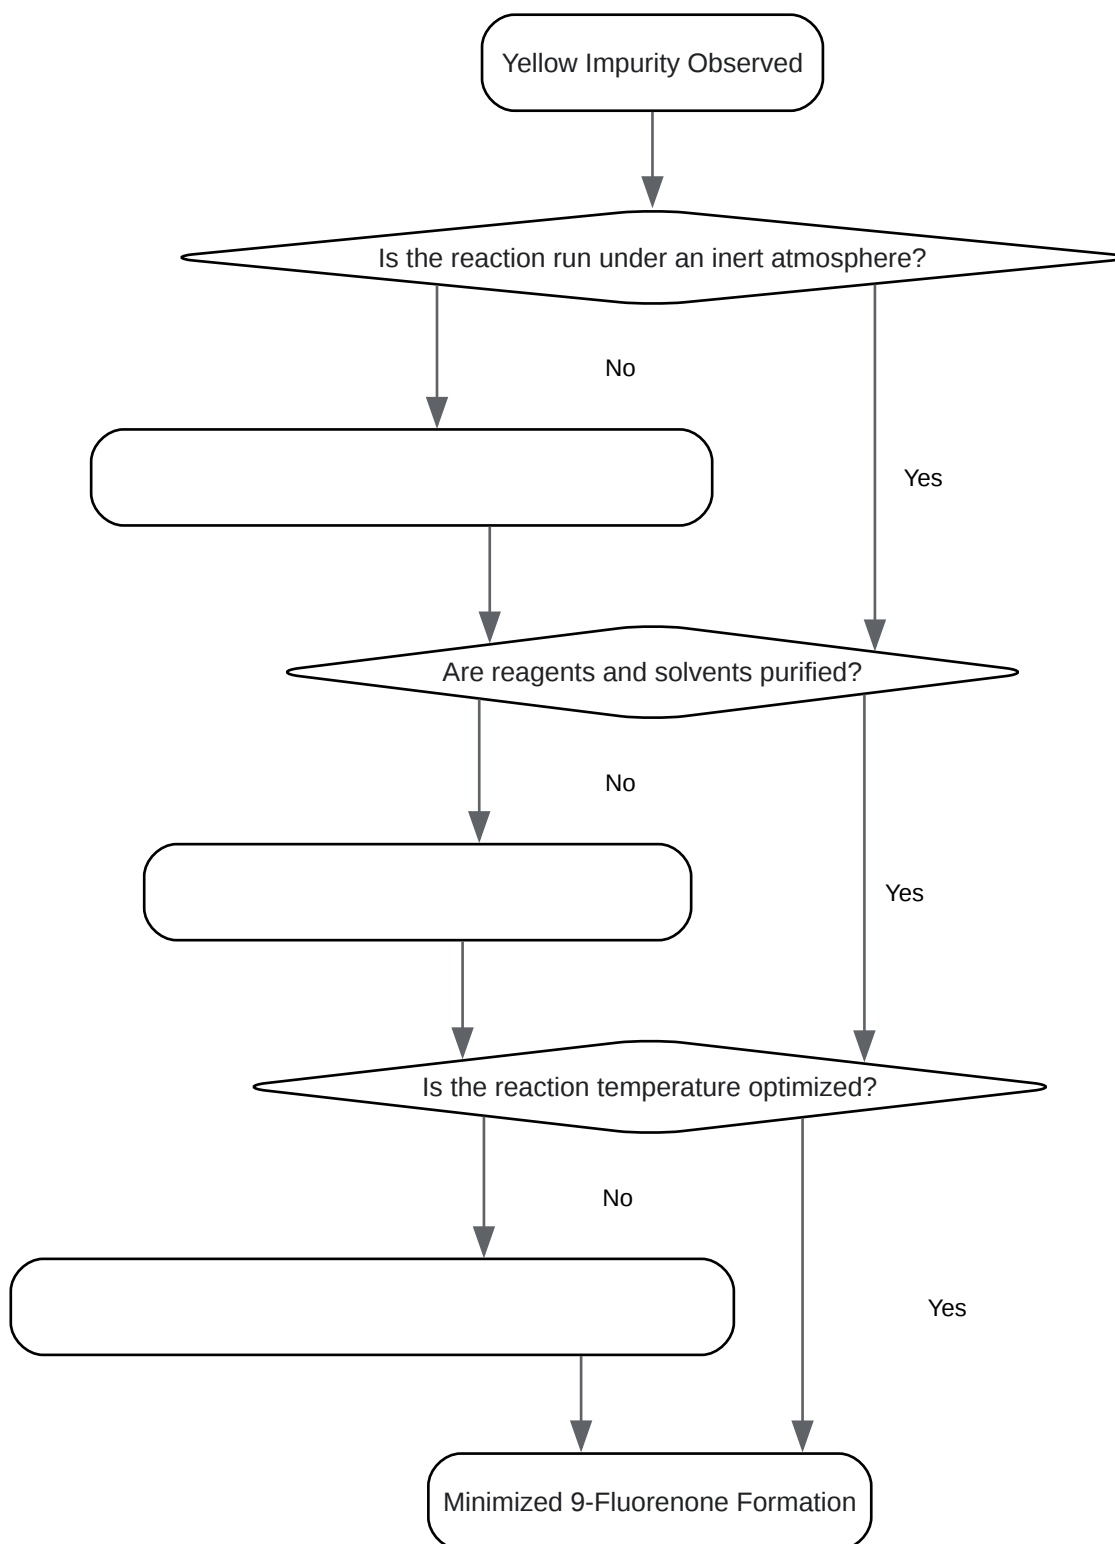 Yellow Impurity Observed
Is the reaction run under an inert atmosphere?
No
Yes
Are reagents and solvents purified?
No
Yes
Is the reaction temperature optimized?
No
Yes
Minimized 9-Fluorenone Formation